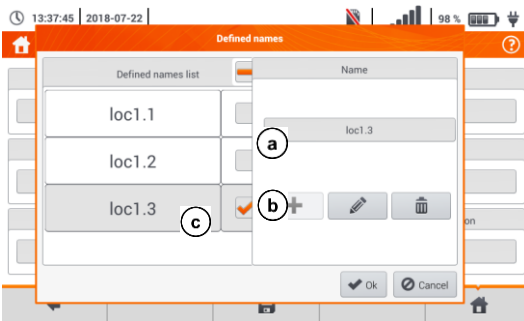 13:37:45 2018-07-22 98 %
Defined names
?
Defined names list
Name
loc1.1
loc1.3
a
loc1.2
b
loc1.3
c
on
Ok
Cancel